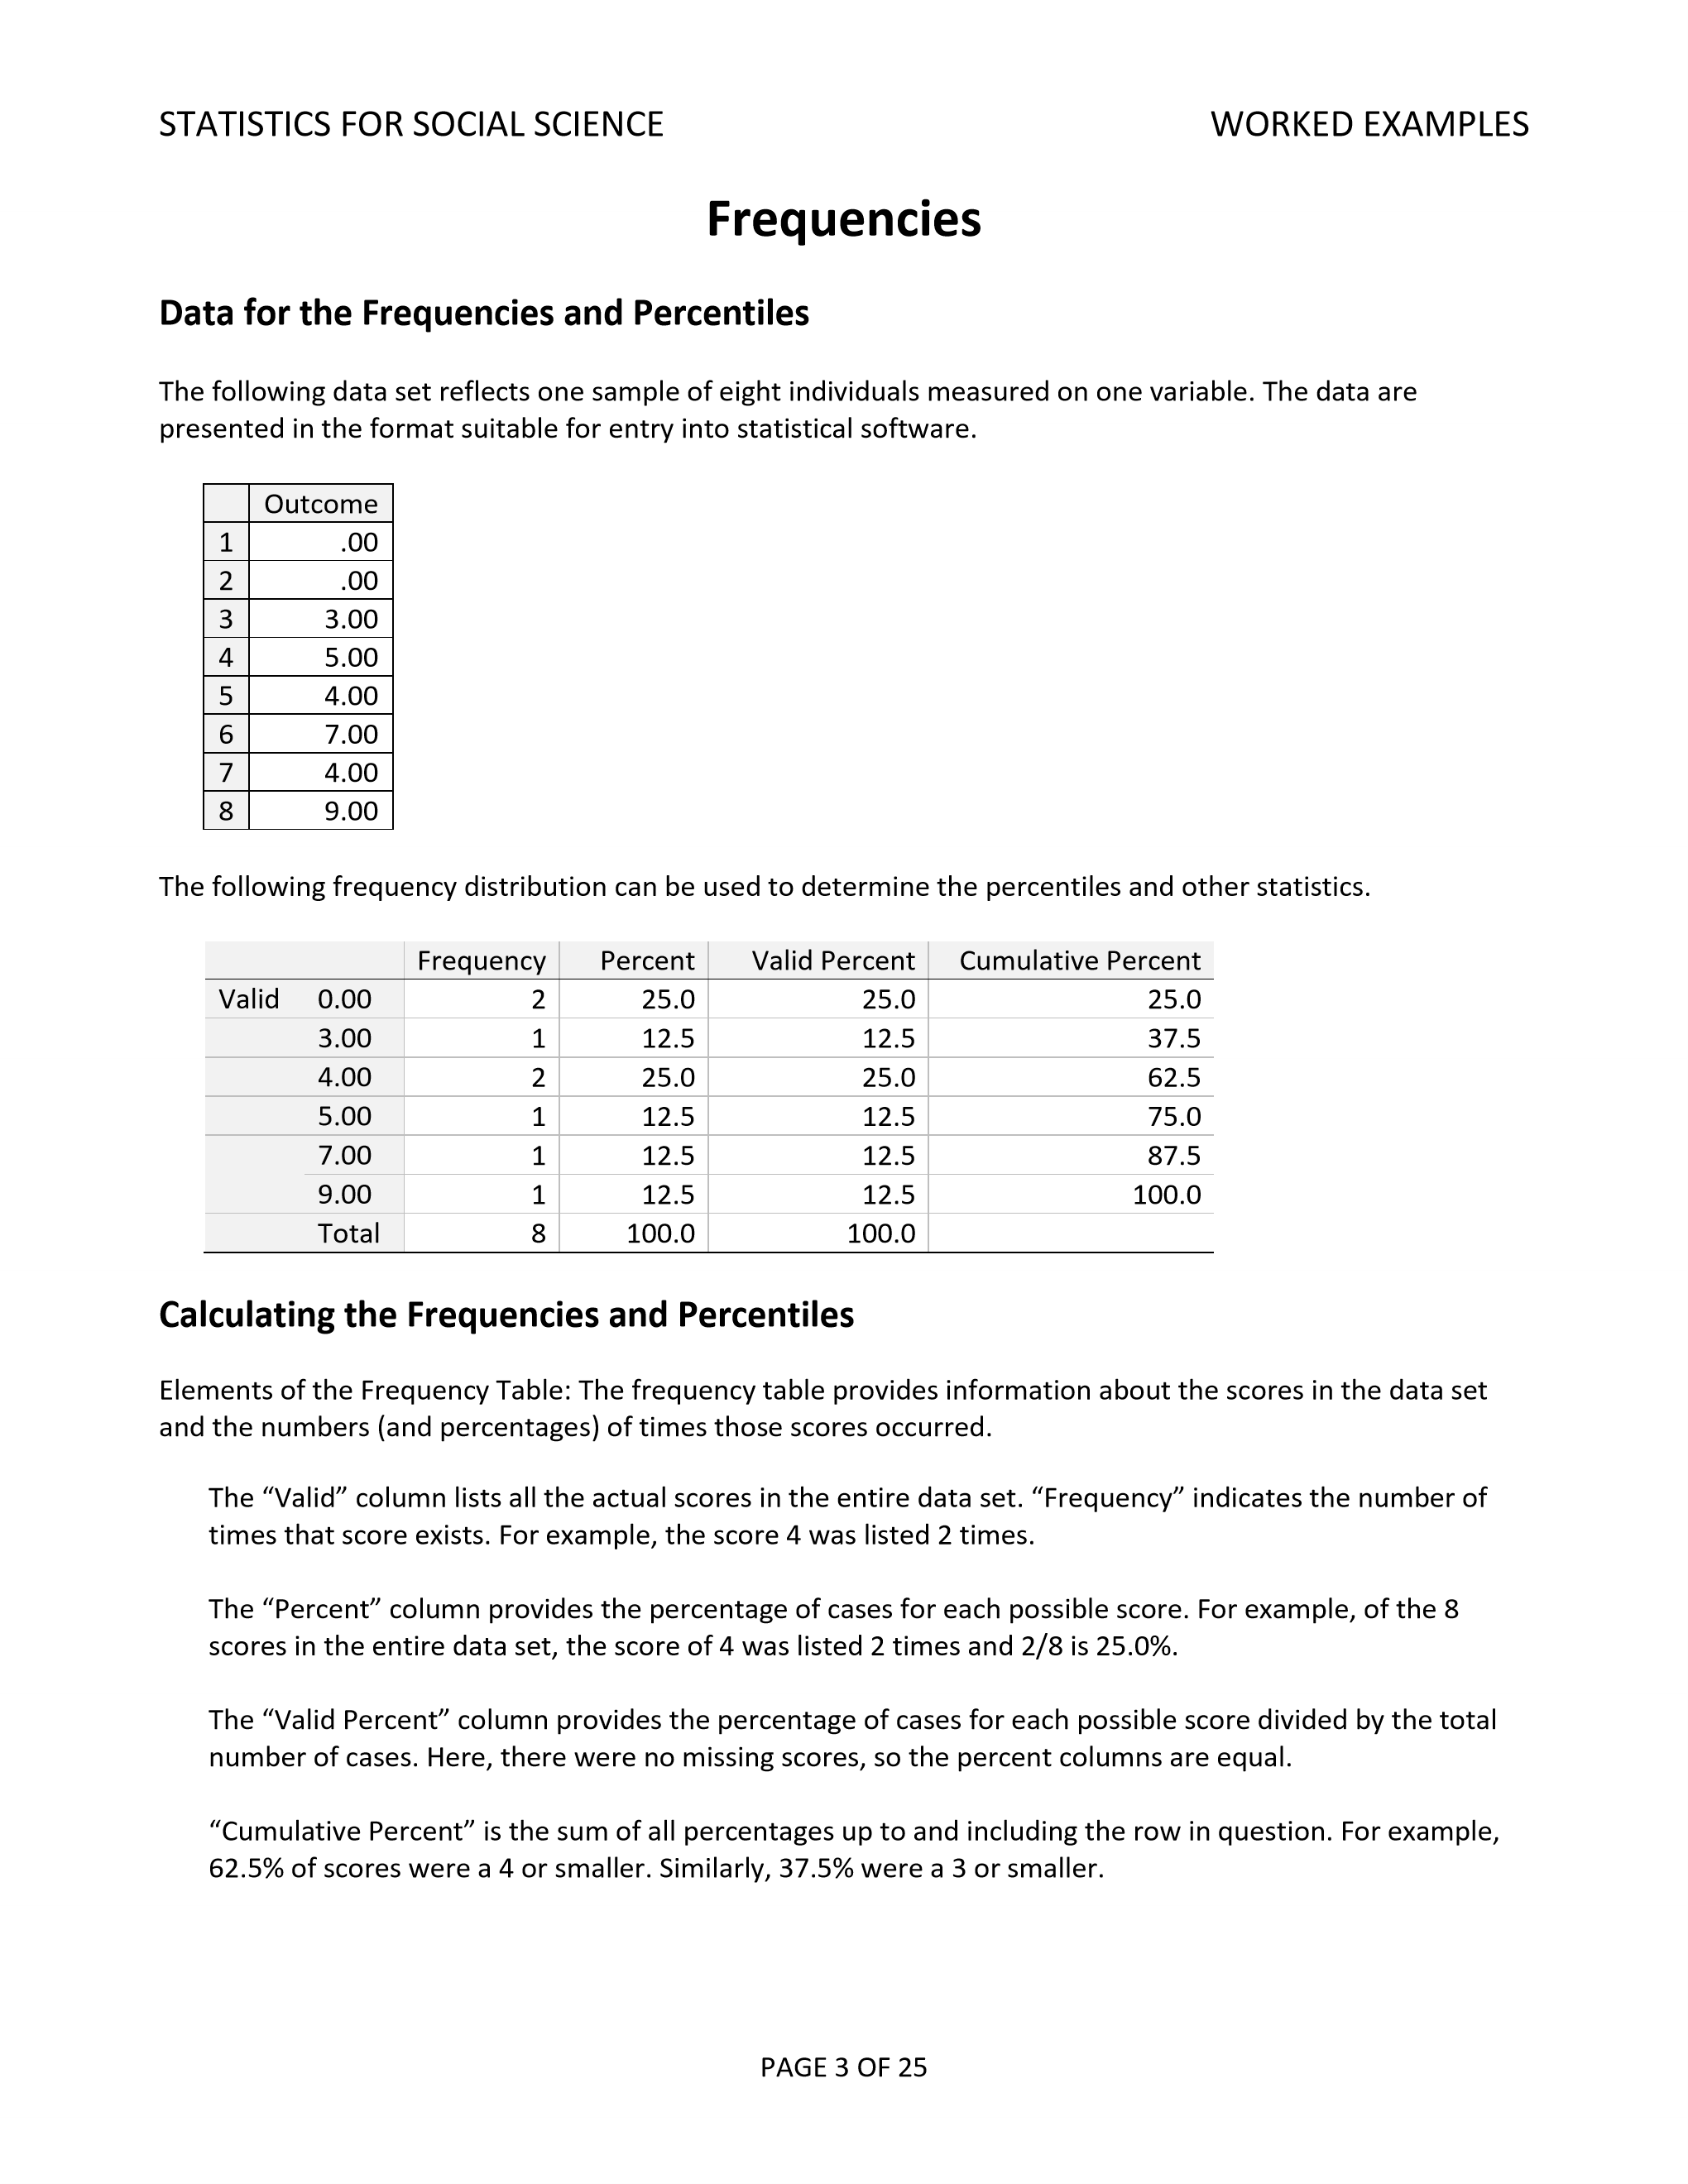 STATISTICS FOR SOCIAL SCIENCE WORKED EXAMPLES
Frequencies
Data for the Frequencies and Percentiles
The following data set reflects one sample of eight individuals measured on one variable. The data are
presented in the format suitable for entry into statistical software.
Outcome
1 .00
2 .00
3 3.00
4 5.00
5 4.00
6 7.00
7 4.00
8 9.00
The following frequency distribution can be used to determine the percentiles and other statistics.
Frequency Percent Valid Percent Cumulative Percent
Valid 0.00 2 25.0 25.0 25.0
3.00 1 12.5 12.5 37.5
4.00 2 25.0 25.0 62.5
5.00 1 12.5 12.5 75.0
7.00 1 12.5 12.5 87.5
9.00 1 12.5 12.5 100.0
Total 8 100.0 100.0
Calculating the Frequencies and Percentiles
Elements of the Frequency Table: The frequency table provides information about the scores in the data set
and the numbers (and percentages) of times those scores occurred.
The “Valid” column lists all the actual scores in the entire data set. “Frequency” indicates the number of
times that score exists. For example, the score 4 was listed 2 times.
The “Percent” column provides the percentage of cases for each possible score. For example, of the 8
scores in the entire data set, the score of 4 was listed 2 times and 2/8 is 25.0%.
The “Valid Percent” column provides the percentage of cases for each possible score divided by the total
number of cases. Here, there were no missing scores, so the percent columns are equal.
“Cumulative Percent” is the sum of all percentages up to and including the row in question. For example,
62.5% of scores were a 4 or smaller. Similarly, 37.5% were a 3 or smaller.
PAGE 3 OF 25